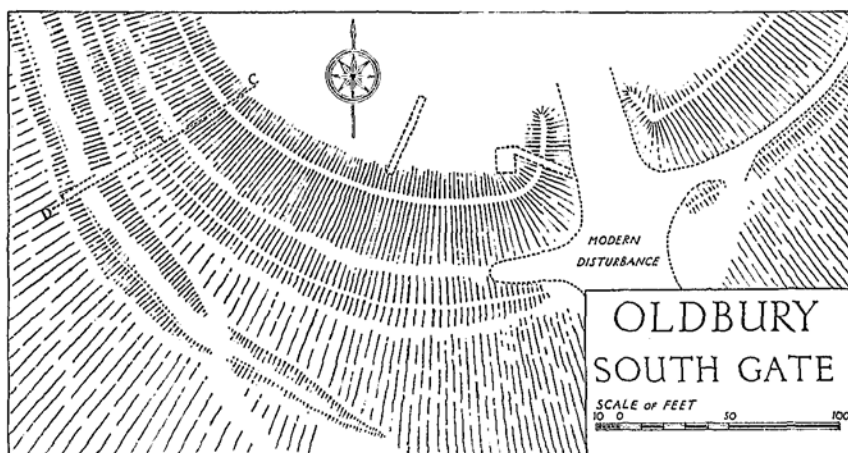 C
D
MODERN
DISTURBANCE
OLDBURY
SOUTH GATE
SCALE OF FEET
10 0 50 100